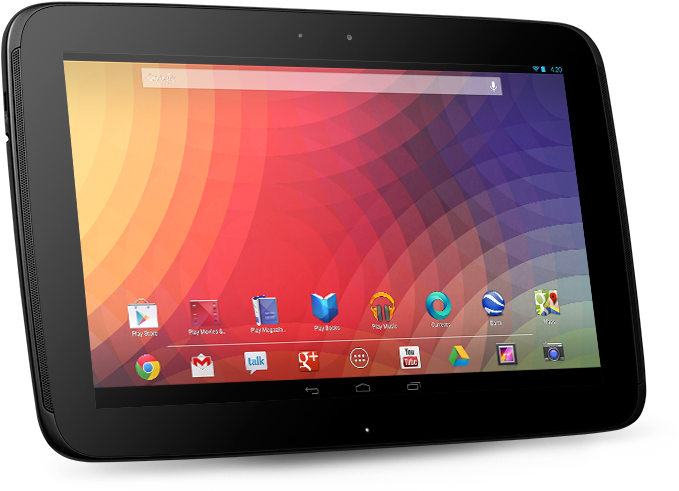 4:20
Google
Play Store
Play Movies &..
Play Magazin..
Play Books
Play Music
Currents
Earth
Maps
talk
g+
You
Tube